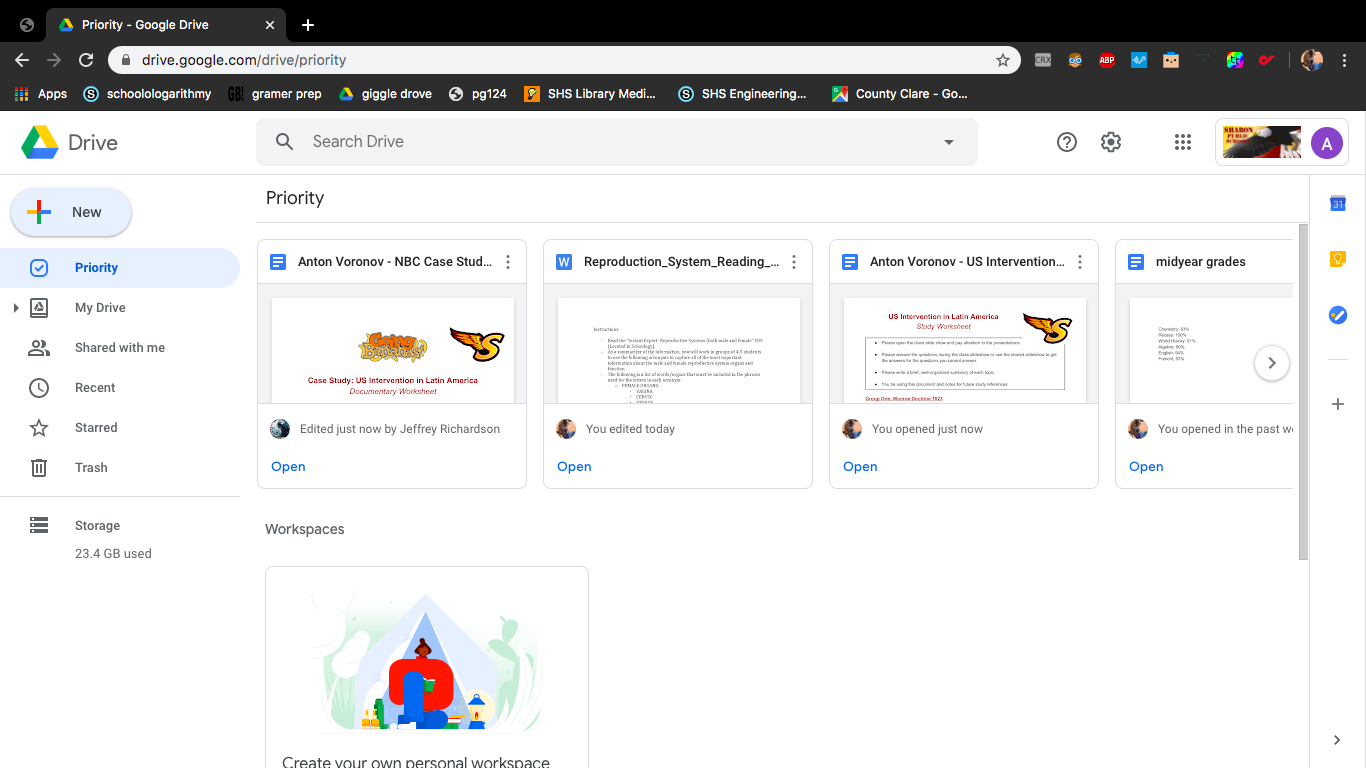 Priority - Google Drive
drive.google.com/drive/priority
CRX
ABP
Apps
schoolologarithmy
GB! gramer prep
giggle drove
pg124
SHS Library Medi...
SHS Engineering...
County Clare - Go...
Drive
Search Drive
SHARON
PUBLIC
A
New
Priority
My Drive
Shared with me
Recent
Starred
Trash
Storage
23.4 GB used
Priority
Anton Voronov - NBC Case Stud...
Going
Bananas!
S
Case Study: US Intervention in Latin America
Documentary Worksheet
Edited just now by Jeffrey Richardson
Open
W
Reproduction_System_Reading_...
Instructions:
Read the "Instant Expert- Reproductive Systems (both male and female" PDF
(Located in Schoology).
As a summarizer of the information, you will work in groups of 4-5 students
to use the following acronyms to capture all of the most important
information about the male and female reproductive system organs and
function.
The following is a list of words/organs that must be included in the phrases
used for the letters in each acronym:
FEMALE ORGANS:
VAGINA
CERVIX
You edited today
Open
Anton Voronov - US Intervention...
US Intervention in Latin America
Study Worksheet
S
Please open the class slide show and pay attention to the presentations.
Please answer the questions during the class slideshow or use the shared slideshow to get
the answers for the questions you cannot answer.
Please write a brief, well-organized summary of each topic.
You be using this document and notes for future study references
Group One: Monroe Doctrine 1823
You opened just now
Open
midyear grades
Chemistry: 83%
Recess: 100%
World History: 91%
Algebra: 80%
English: 94%
French: 93%
You opened in the past we
Open
31
Workspaces
Create your own personal workspace